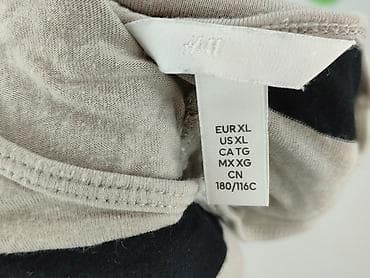 H&M
EUR XL
US XL
CA TG
MX XG
CN
180/116C